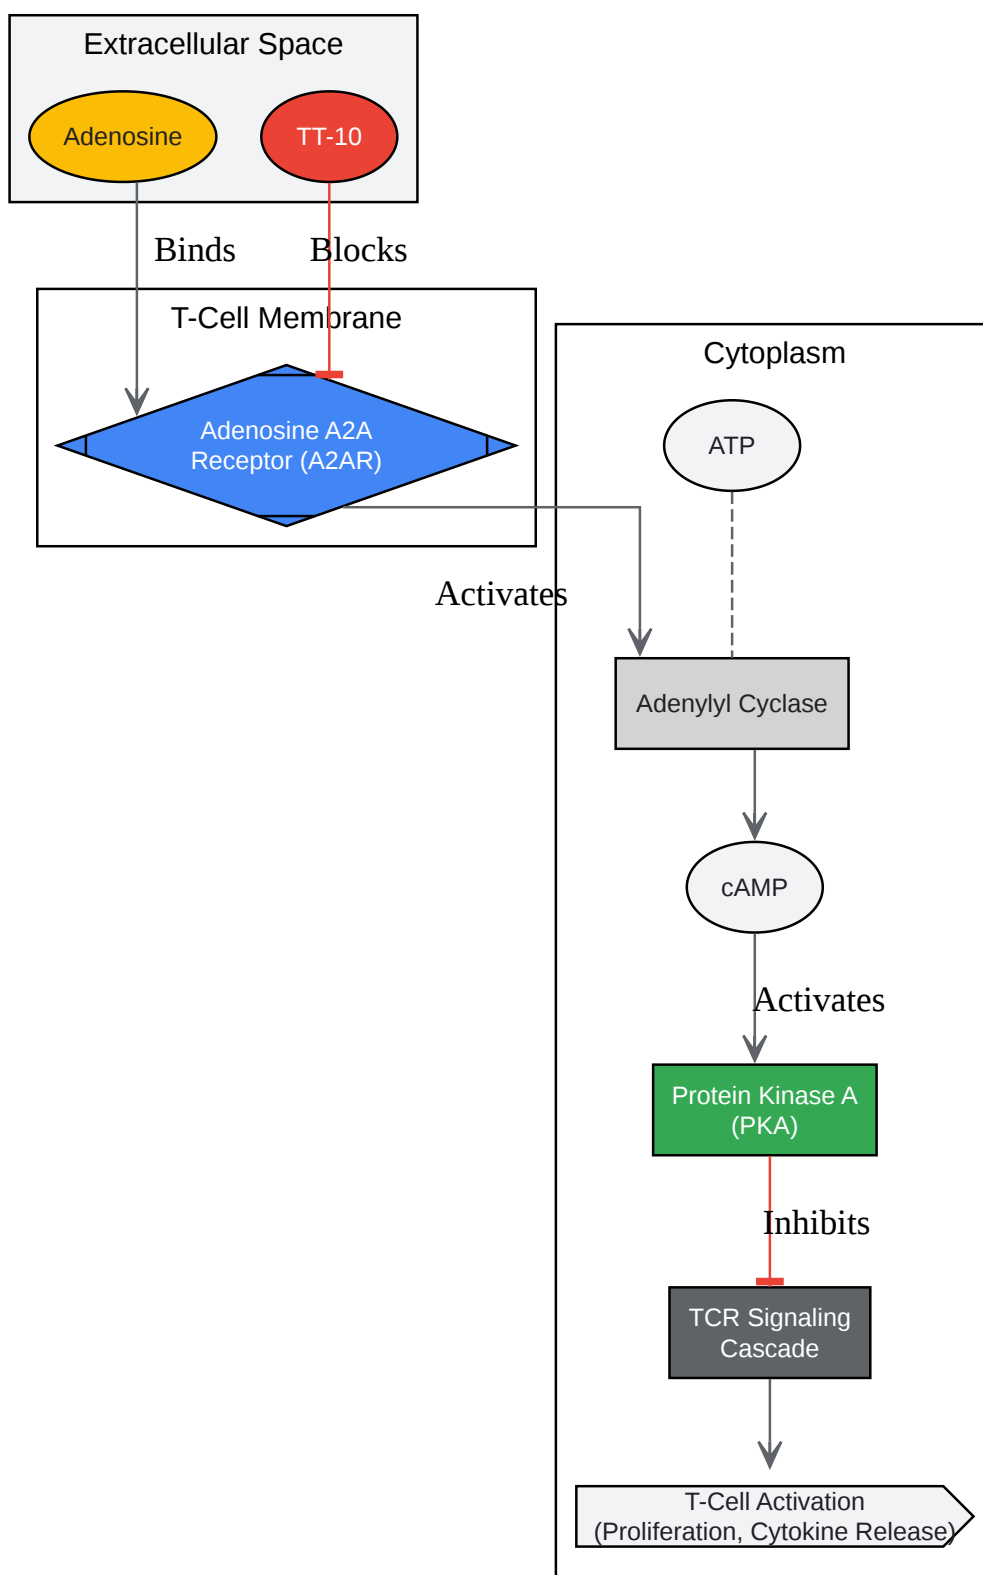 Extracellular Space
Adenosine
TT-10
Binds
Blocks
T-Cell Membrane
Adenosine A2A
Receptor (A2AR)
Activates
Cytoplasm
ATP
Adenylyl Cyclase
cAMP
Activates
Protein Kinase A
(PKA)
Inhibits
TCR Signaling
Cascade
T-Cell Activation
(Proliferation, Cytokine Release)